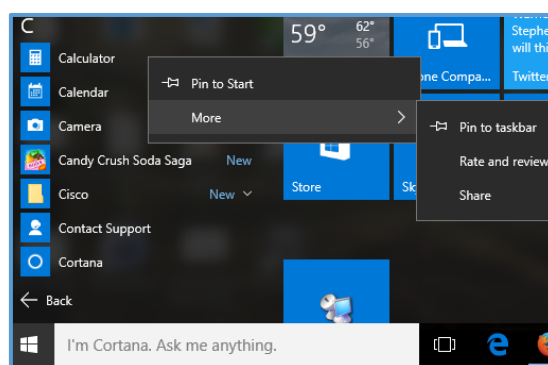 C
Calculator
Calendar
Camera
Candy Crush Soda Saga New
Cisco New
Contact Support
Cortana
Back
I'm Cortana. Ask me anything.
Pin to Start
More
Pin to taskbar
Rate and review
Share
59° 62°
56°
Store
Twitter
will